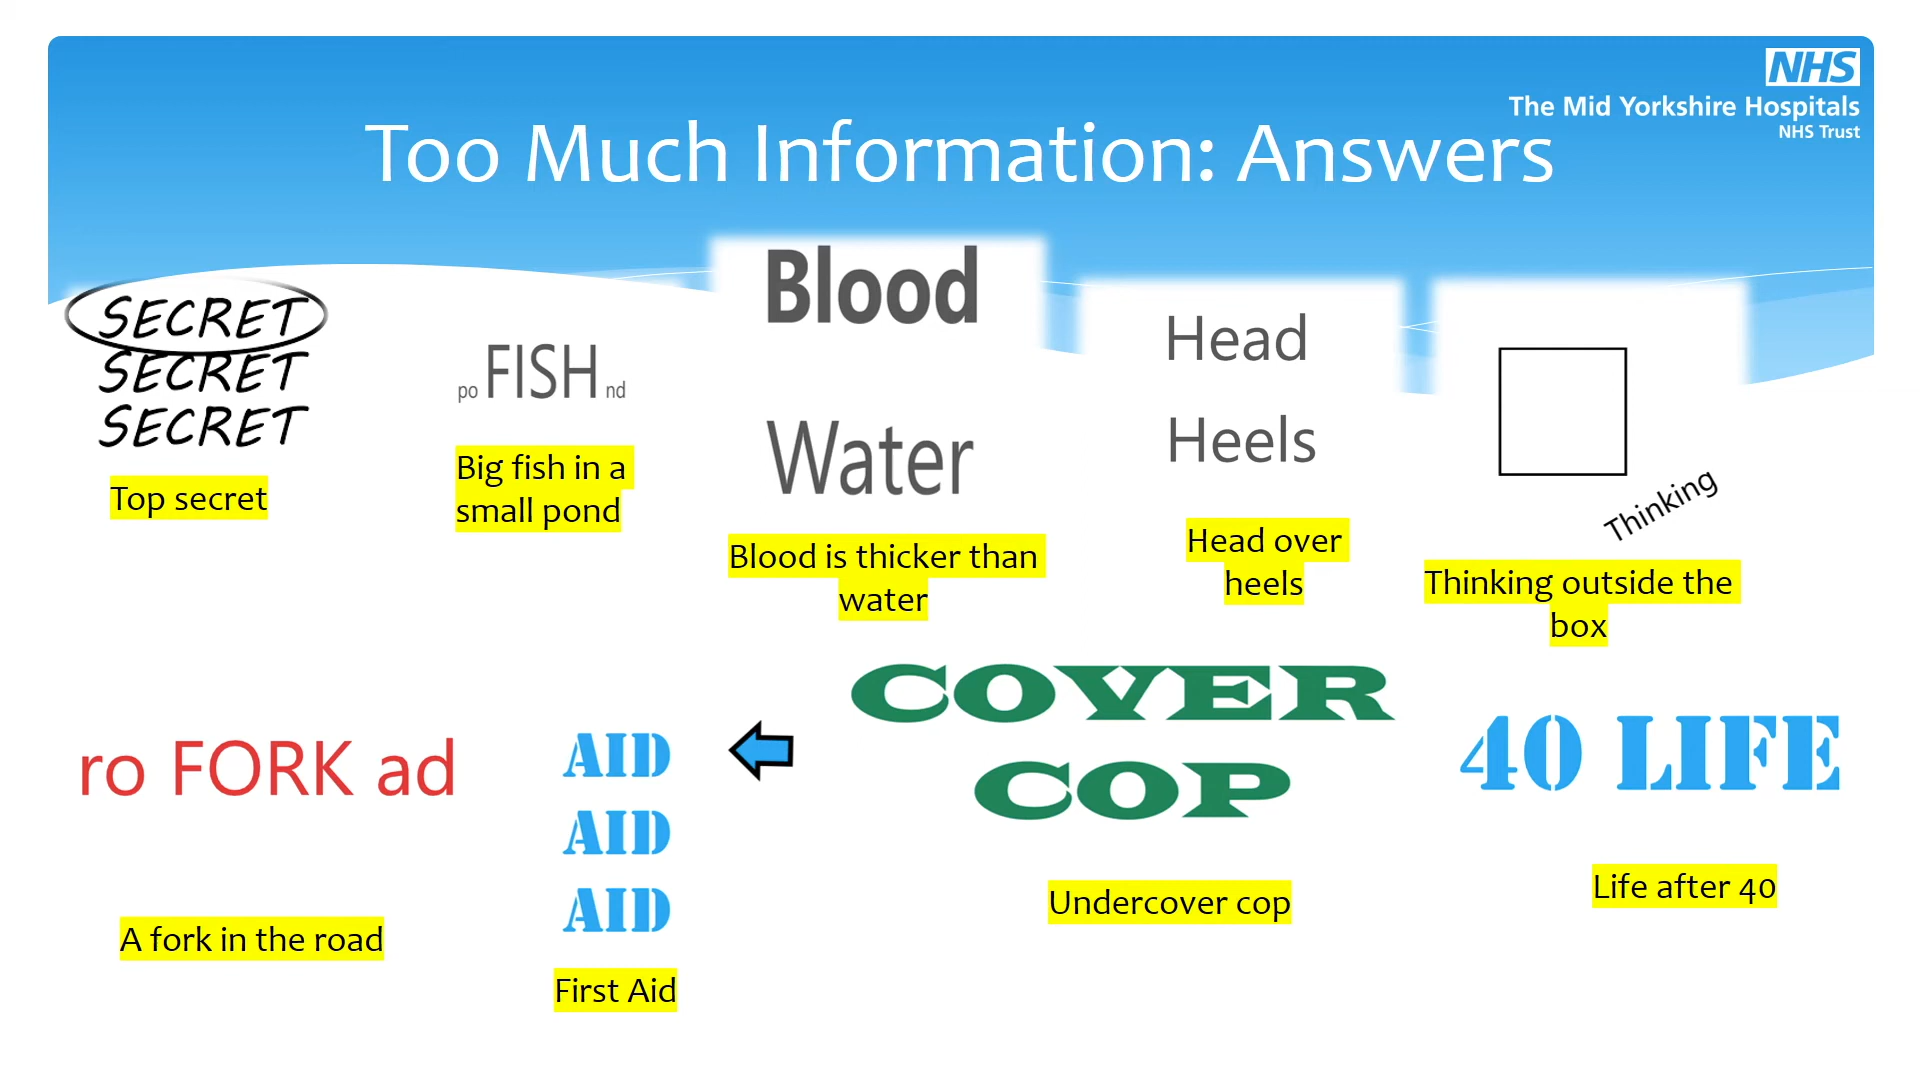 NHS
The Mid Yorkshire Hospitals
NHS Trust
Too Much Information: Answers
SECRET
SECRET
SECRET
Top secret
po FISH nd
Big fish in a
small pond
Blood
Water
Blood is thicker than
water
Head
Heels
Head over
heels
Thinking
Thinking outside the
box
ro FORK ad
A fork in the road
AID
AID
AID
First Aid
COVER
COP
Undercover cop
40 LIFE
Life after 40